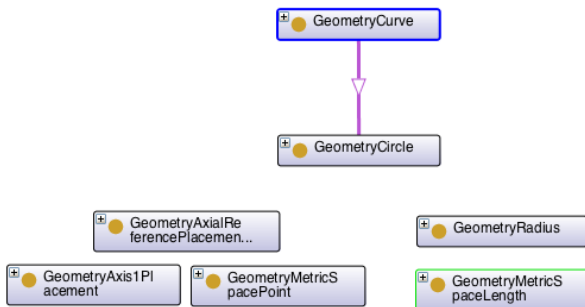 GeometryCurve
GeometryCircle
GeometryAxialRe
ferencePlacemen...
GeometryRadius
GeometryAxis1Pl
acement
GeometryMetricS
pacePoint
GeometryMetricS
paceLength